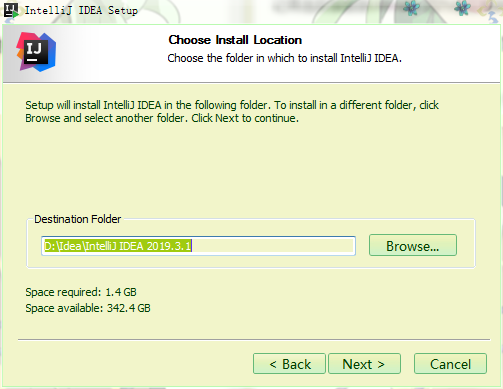 IntelliJ IDEA Setup
IJ
Choose Install Location
Choose the folder in which to install IntelliJ IDEA.
Setup will install IntelliJ IDEA in the following folder. To install in a different folder, click
Browse and select another folder. Click Next to continue.
Destination Folder
D:\Idea\IntelliJ IDEA 2019.3.1
Browse...
Space required: 1.4 GB
Space available: 342.4 GB
< Back
Next >
Cancel